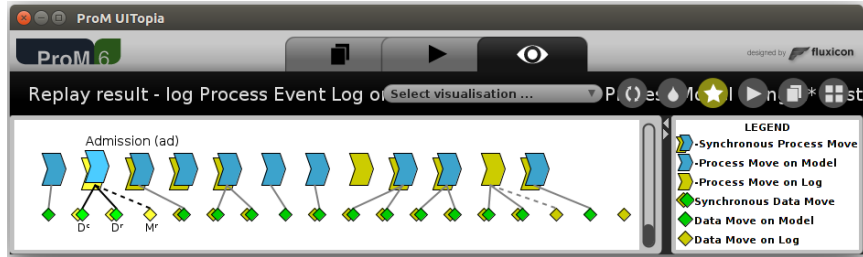 ProM UITopia
ProM 6
designed by fluxicon
Replay result - log Process Event Log on
Select visualisation ...
Admission (ad)
Dᶜ Dʳ Mʳ
LEGEND
-Synchronous Process Move
-Process Move on Model
-Process Move on Log
Synchronous Data Move
Data Move on Model
Data Move on Log